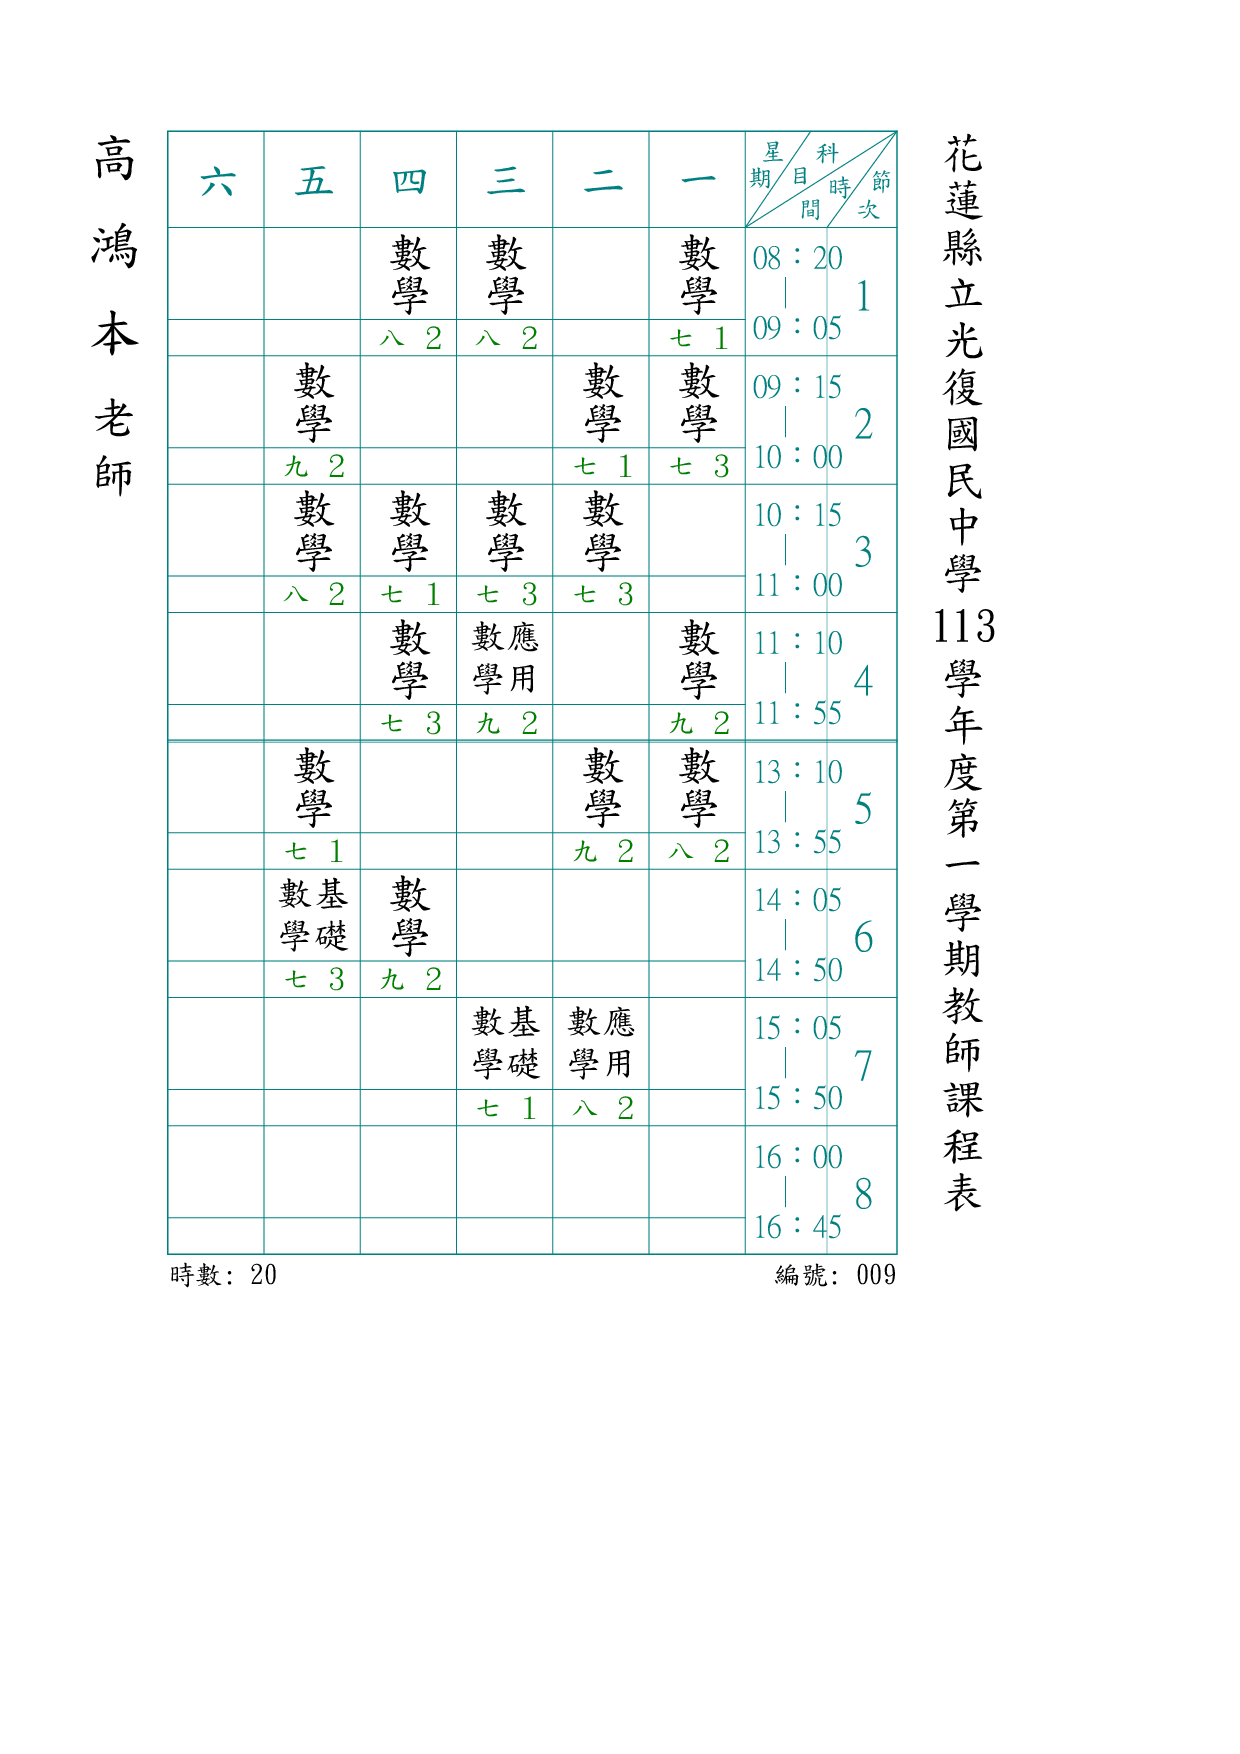 花蓮縣立光復國民中學113學年度第一學期教師課程表
高鴻本老師
星期 科目 時間 節次 一 二 三 四 五 六
1 08:20 | 09:05 數學 七 1 數學 八 2 數學 八 2
2 09:15 | 10:00 數學 七 3 數學 七 1 數學 九 2
3 10:15 | 11:00 數學 七 3 數學 七 3 數學 七 1 數學 八 2
4 11:10 | 11:55 數學 九 2 數學應用 九 2 數學 七 3
5 13:10 | 13:55 數學 八 2 數學 九 2 數學 七 1
6 14:05 | 14:50 數學 九 2 數學基礎 七 3
7 15:05 | 15:50 數學應用 八 2 數學基礎 七 1
8 16:00 | 16:45
時數: 20
編號: 009